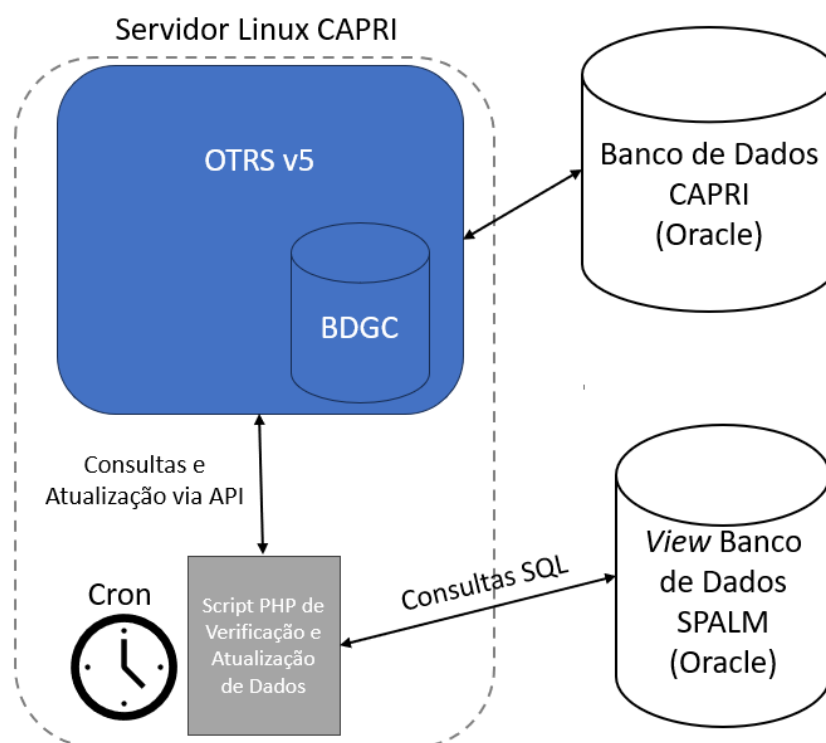 Servidor Linux CAPRI
OTRS v5
BDGC
Banco de Dados
CAPRI
(Oracle)
Consultas e
Atualização via API
Cron
Script PHP de
Verificação e
Atualização
de Dados
Consultas SQL
View Banco
de Dados
SPALM
(Oracle)